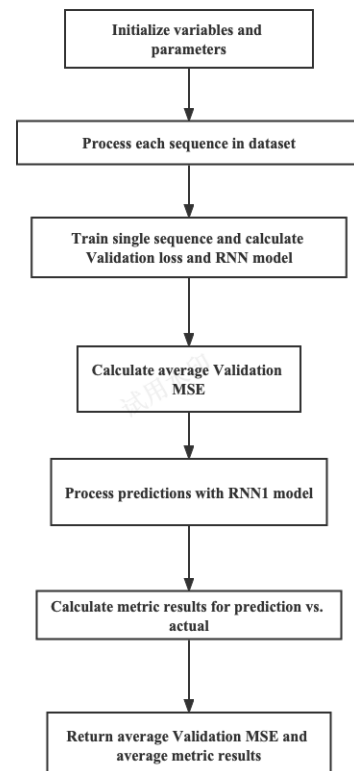 Initialize variables and
parameters
Process each sequence in dataset
Train single sequence and calculate
Validation loss and RNN model
Calculate average Validation
MSE
Process predictions with RNN1 model
Calculate metric results for prediction vs.
actual
Return average Validation MSE and
average metric results